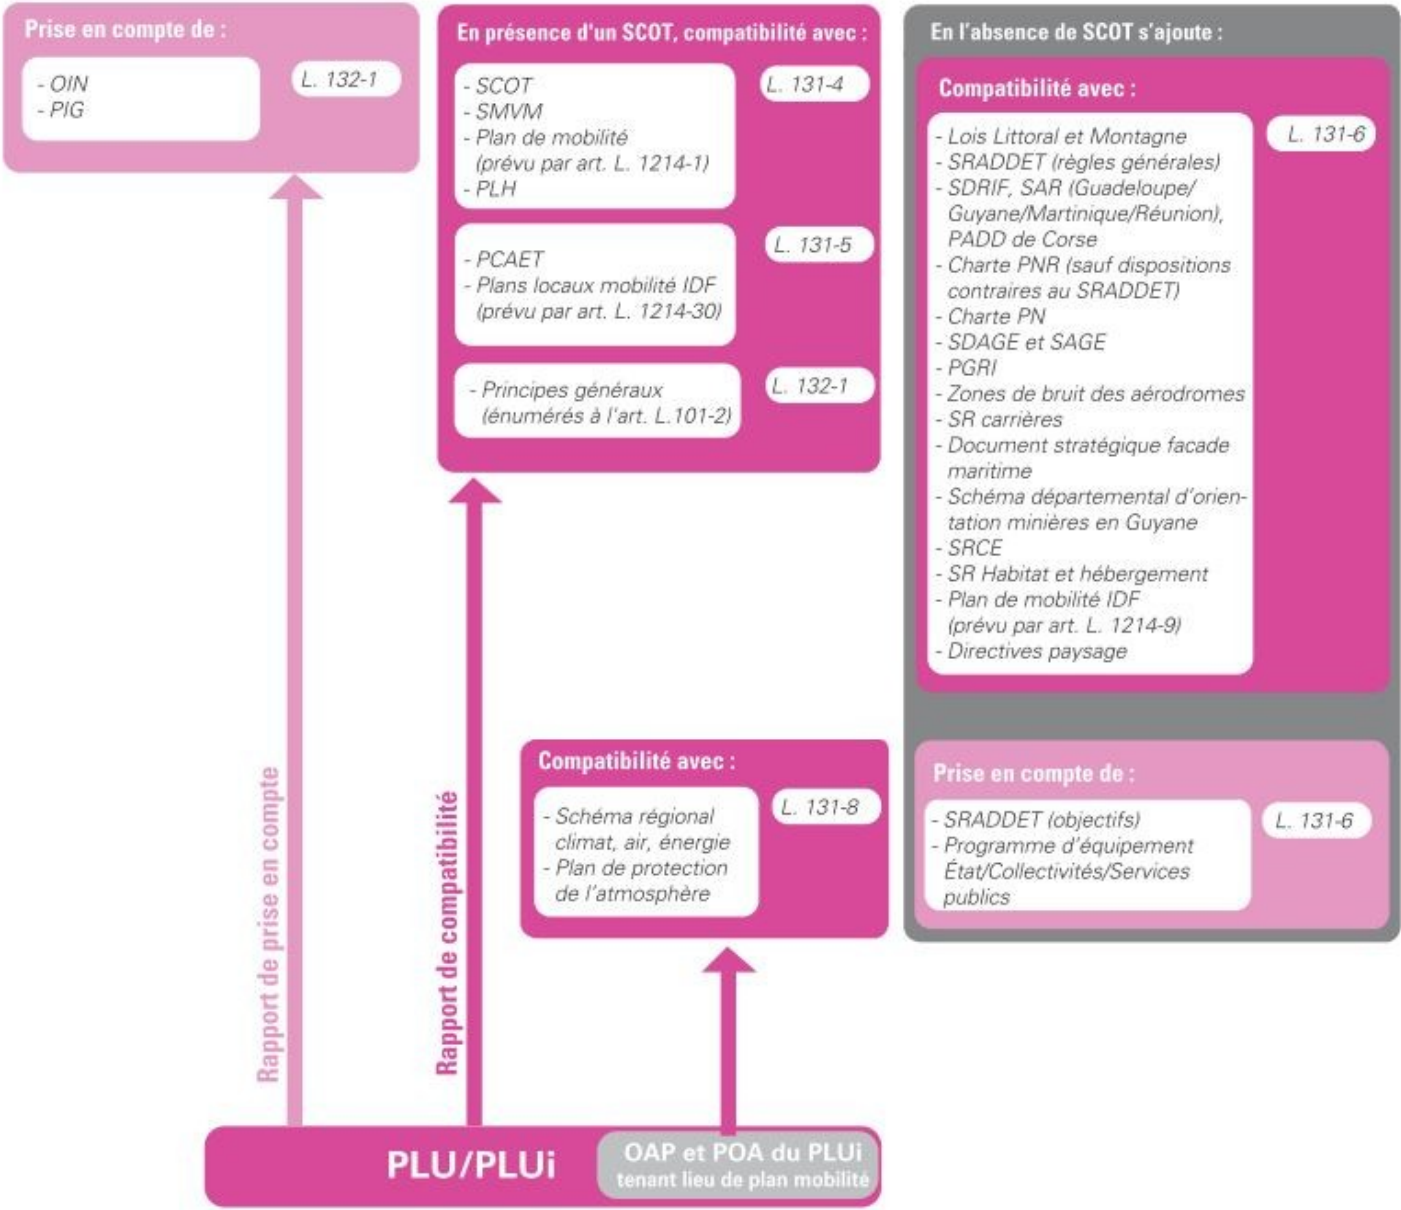 Prise en compte de :
- OIN
- PIG
L. 132-1
En présence d'un SCOT, compatibilité avec :
- SCOT
- SMVM
- Plan de mobilité
(prévu par art. L. 1214-1)
- PLH
L. 131-4
- PCAET
- Plans locaux mobilité IDF
(prévu par art. L. 1214-30)
L. 131-5
- Principes généraux
(énumérés à l'art. L.101-2)
L. 132-1
En l'absence de SCOT s'ajoute :
Compatibilité avec :
- Lois Littoral et Montagne
- SRADDET (règles générales)
- SDRIF, SAR (Guadeloupe/
Guyane/Martinique/Réunion),
PADD de Corse
- Charte PNR (sauf dispositions
contraires au SRADDET)
- Charte PN
- SDAGE et SAGE
- PGRI
- Zones de bruit des aérodromes
- SR carrières
- Document stratégique facade
maritime
- Schéma départemental d'orien-
tation minières en Guyane
- SRCE
- SR Habitat et hébergement
- Plan de mobilité IDF
(prévu par art. L. 1214-9)
- Directives paysage
L. 131-6
Prise en compte de :
- SRADDET (objectifs)
- Programme d'équipement
État/Collectivités/Services
publics
L. 131-6
Compatibilité avec :
- Schéma régional
climat, air, énergie
- Plan de protection
de l'atmosphère
L. 131-8
Rapport de prise en compte
Rapport de compatibilité
PLU/PLUi
OAP et POA du PLUi
tenant lieu de plan mobilité